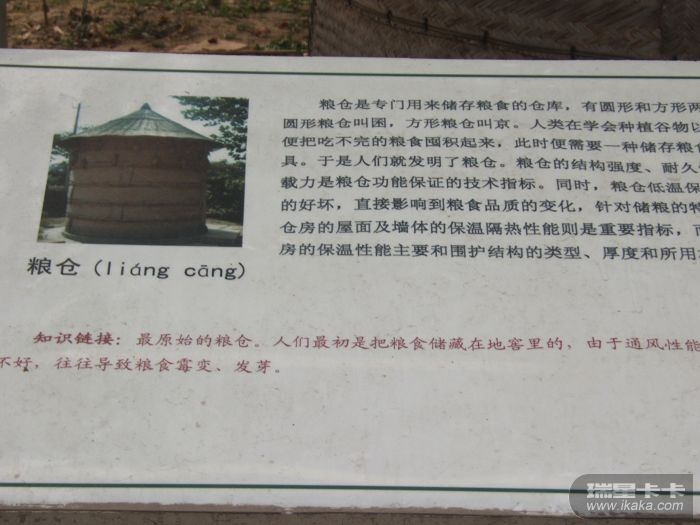 粮仓是专门用来储存粮食的仓库，有圆形和方形两
圆形粮仓叫囷，方形粮仓叫京。人类在学会种植谷物以
便把吃不完的粮食囤积起来，此时便需要一种储存粮食
具。于是人们就发明了粮仓。粮仓的结构强度、耐久
载力是粮仓功能保证的技术指标。同时，粮仓低温保
的好坏，直接影响到粮食品质的变化，针对储粮的特
仓房的屋面及墙体的保温隔热性能则是重要指标，而
房的保温性能主要和围护结构的类型、厚度和所用
粮仓 (liáng cāng)
知识链接：最原始的粮仓。人们最初是把粮食储藏在地窖里的，由于通风性能
不好，往往导致粮食霉变、发芽。
瑞星卡卡
www.ikaka.com